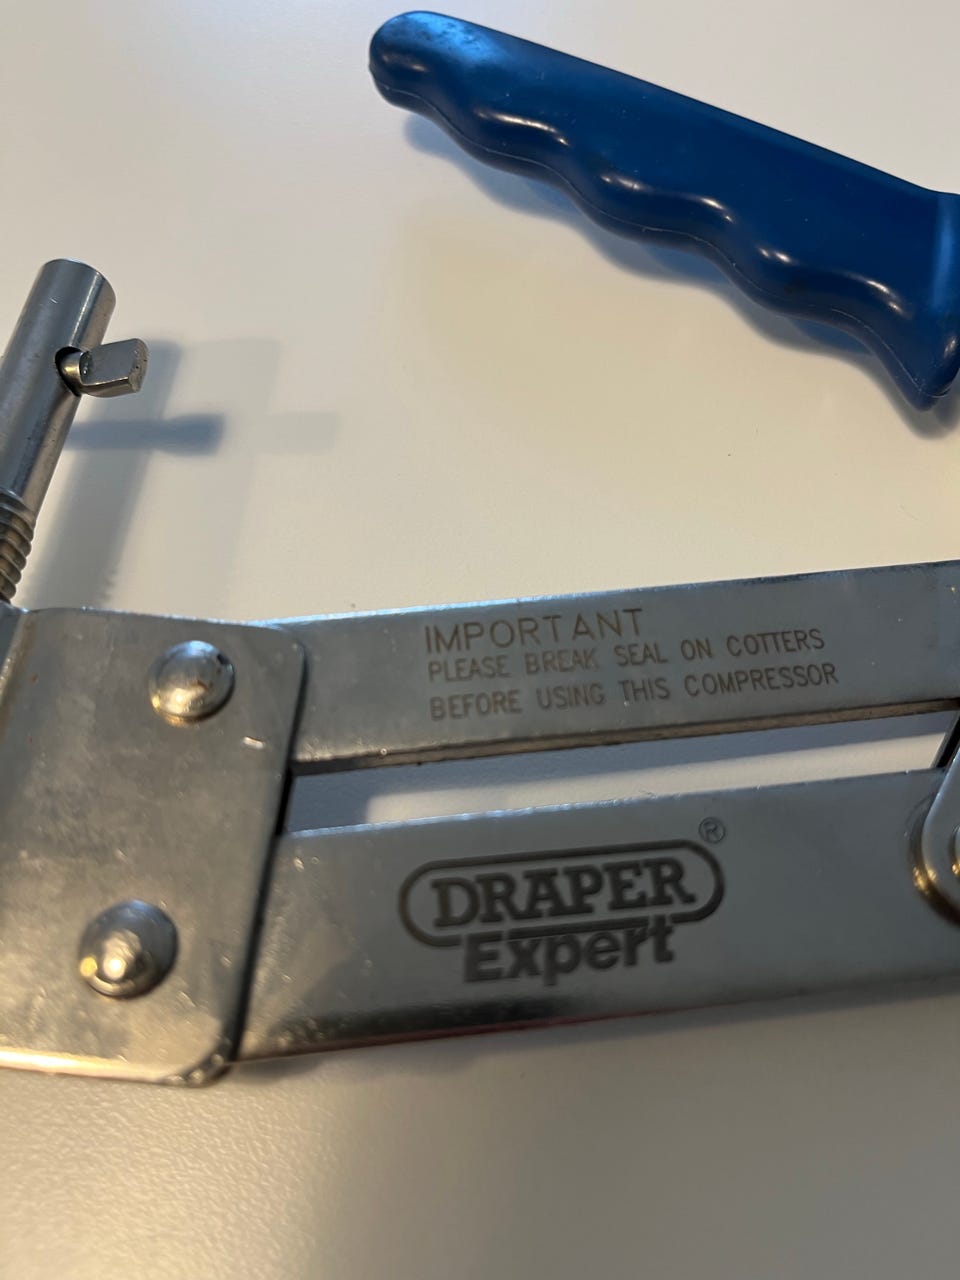 IMPORTANT
PLEASE BREAK SEAL ON COTTERS
BEFORE USING THIS COMPRESSOR
DRAPER ®
Expert